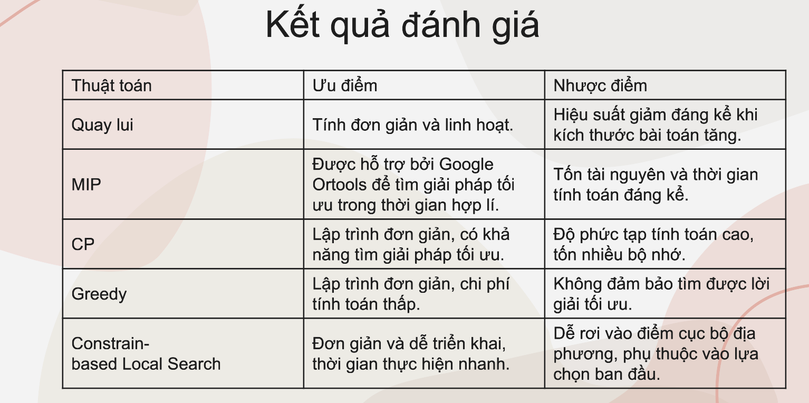 Kết quả đánh giá
Thuật toán
Ưu điểm
Nhược điểm
Quay lui
Tính đơn giản và linh hoạt.
Hiệu suất giảm đáng kể khi
kích thước bài toán tăng.
MIP
Được hỗ trợ bởi Google
Ortools để tìm giải pháp tối
ưu trong thời gian hợp lí.
Tốn tài nguyên và thời gian
tính toán đáng kể.
CP
Lập trình đơn giản, có khả
năng tìm giải pháp tối ưu.
Độ phức tạp tính toán cao,
tốn nhiều bộ nhớ.
Greedy
Lập trình đơn giản, chi phí
tính toán thấp.
Không đảm bảo tìm được lời
giải tối ưu.
Constrain-
based Local Search
Đơn giản và dễ triển khai,
thời gian thực hiện nhanh.
Dễ rơi vào điểm cục bộ địa
phương, phụ thuộc vào lựa
chọn ban đầu.